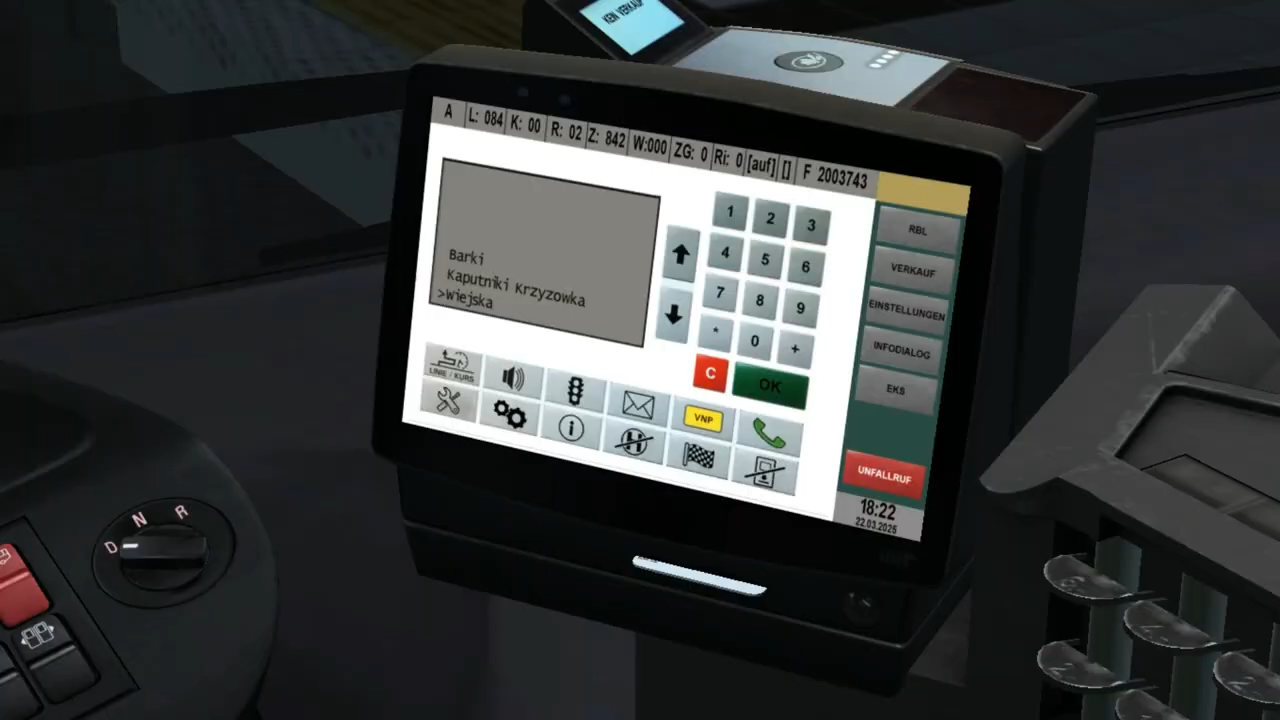 KEIN VERKAUF
A L: 084 K: 00 R: 02 Z: 842 W:000 ZG: 0 Ri: 0 [auf] [] F 2003743
Barki
Kaputniki Krzyzowka
>Wiejska
1 2 3
4 5 6
7 8 9
* 0 +
C OK
RBL
VERKAUF
EINSTELLUNGEN
INFODIALOG
EKS
UNFALLRUF
18:22
22.03.2025
LINIE / KURS
VNP
D N R